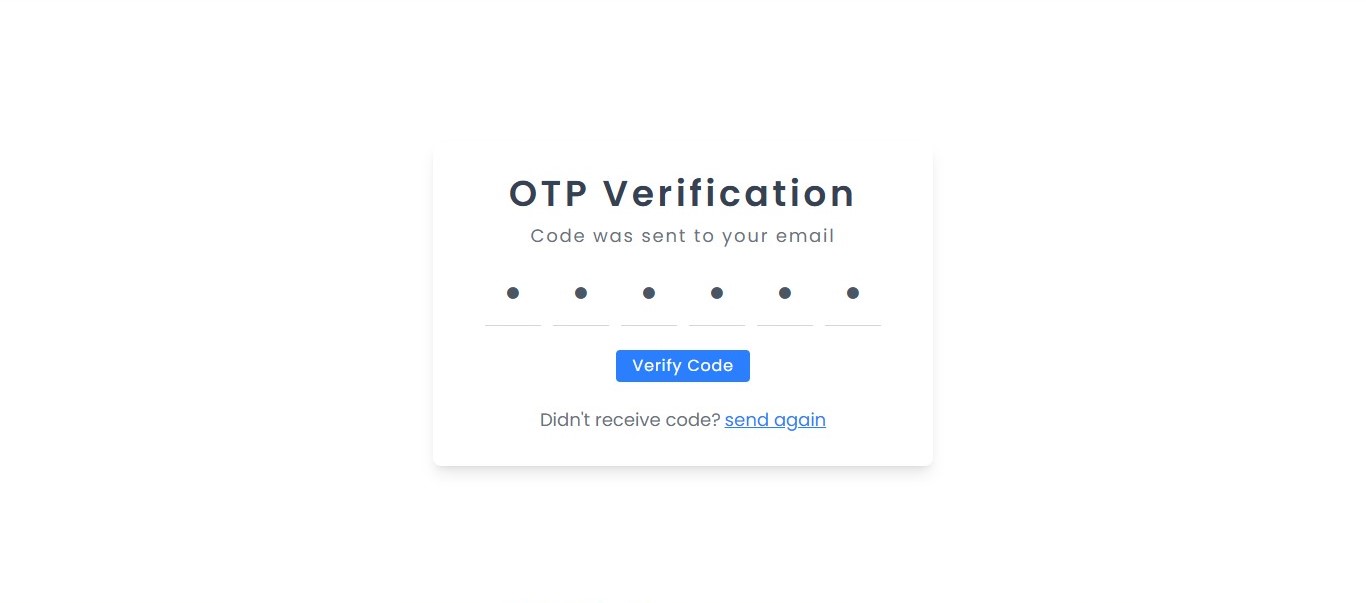 OTP Verification
Code was sent to your email
● ● ● ● ● ●
Verify Code
Didn't receive code? send again